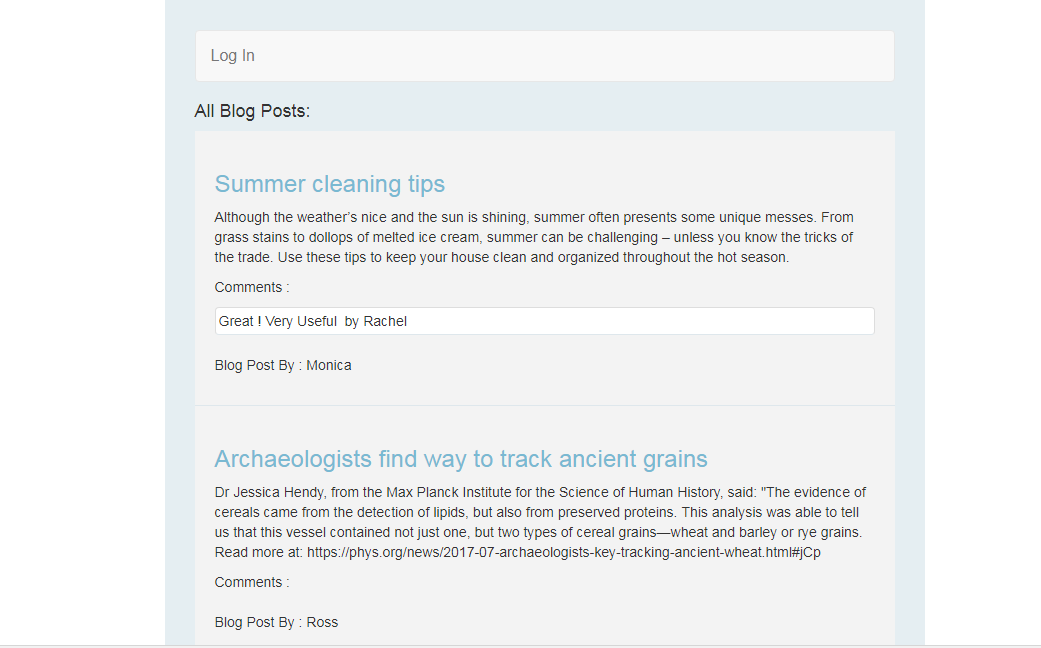 Log In
All Blog Posts:
Summer cleaning tips
Although the weather’s nice and the sun is shining, summer often presents some unique messes. From
grass stains to dollops of melted ice cream, summer can be challenging – unless you know the tricks of
the trade. Use these tips to keep your house clean and organized throughout the hot season.
Comments :
Great ! Very Useful  by Rachel
Blog Post By : Monica
Archaeologists find way to track ancient grains
Dr Jessica Hendy, from the Max Planck Institute for the Science of Human History, said: "The evidence of
cereals came from the detection of lipids, but also from preserved proteins. This analysis was able to tell
us that this vessel contained not just one, but two types of cereal grains—wheat and barley or rye grains.
Read more at: https://phys.org/news/2017-07-archaeologists-key-tracking-ancient-wheat.html#jCp
Comments :
Blog Post By : Ross